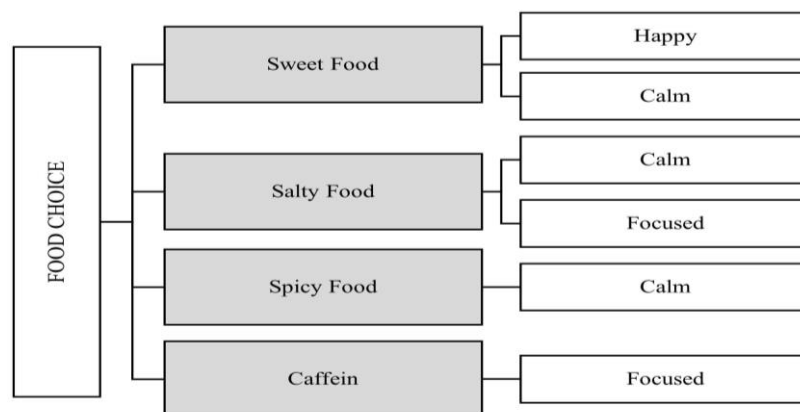 FOOD CHOICE
Sweet Food
Happy
Calm
Salty Food
Calm
Focused
Spicy Food
Calm
Caffein
Focused